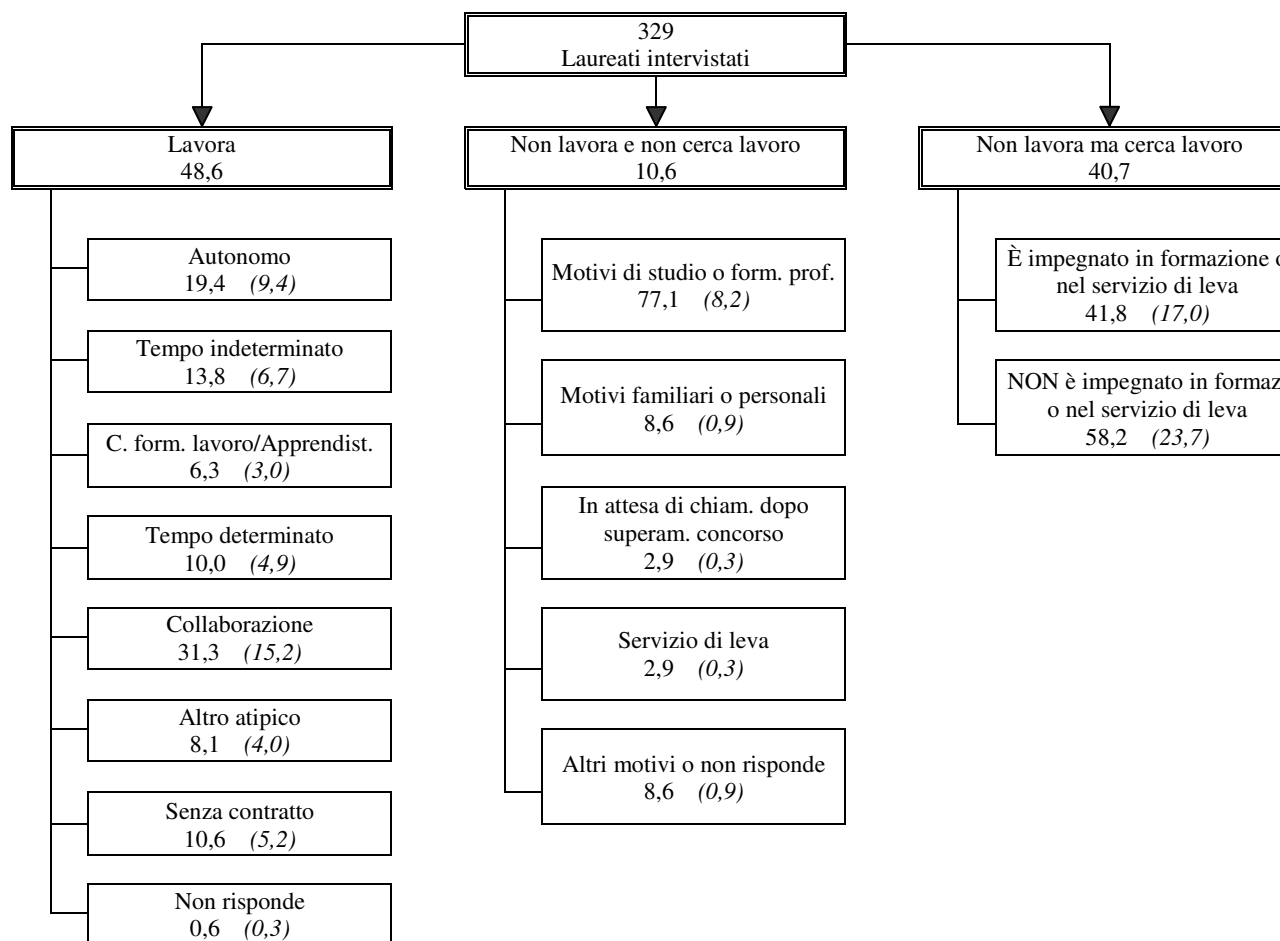 329
Laureati intervistati
Lavora
48,6
Autonomo
19,4 (9,4)
Tempo indeterminato
13,8 (6,7)
C. form. lavoro/Apprendist.
6,3 (3,0)
Tempo determinato
10,0 (4,9)
Collaborazione
31,3 (15,2)
Altro atipico
8,1 (4,0)
Senza contratto
10,6 (5,2)
Non risponde
0,6 (0,3)
Non lavora e non cerca lavoro
10,6
Motivi di studio o form. prof.
77,1 (8,2)
Motivi familiari o personali
8,6 (0,9)
In attesa di chiam. dopo
superam. concorso
2,9 (0,3)
Servizio di leva
2,9 (0,3)
Altri motivi o non risponde
8,6 (0,9)
Non lavora ma cerca lavoro
40,7
È impegnato in formazione o
nel servizio di leva
41,8 (17,0)
NON è impegnato in
o nel servizio di leva
58,2 (23,7)